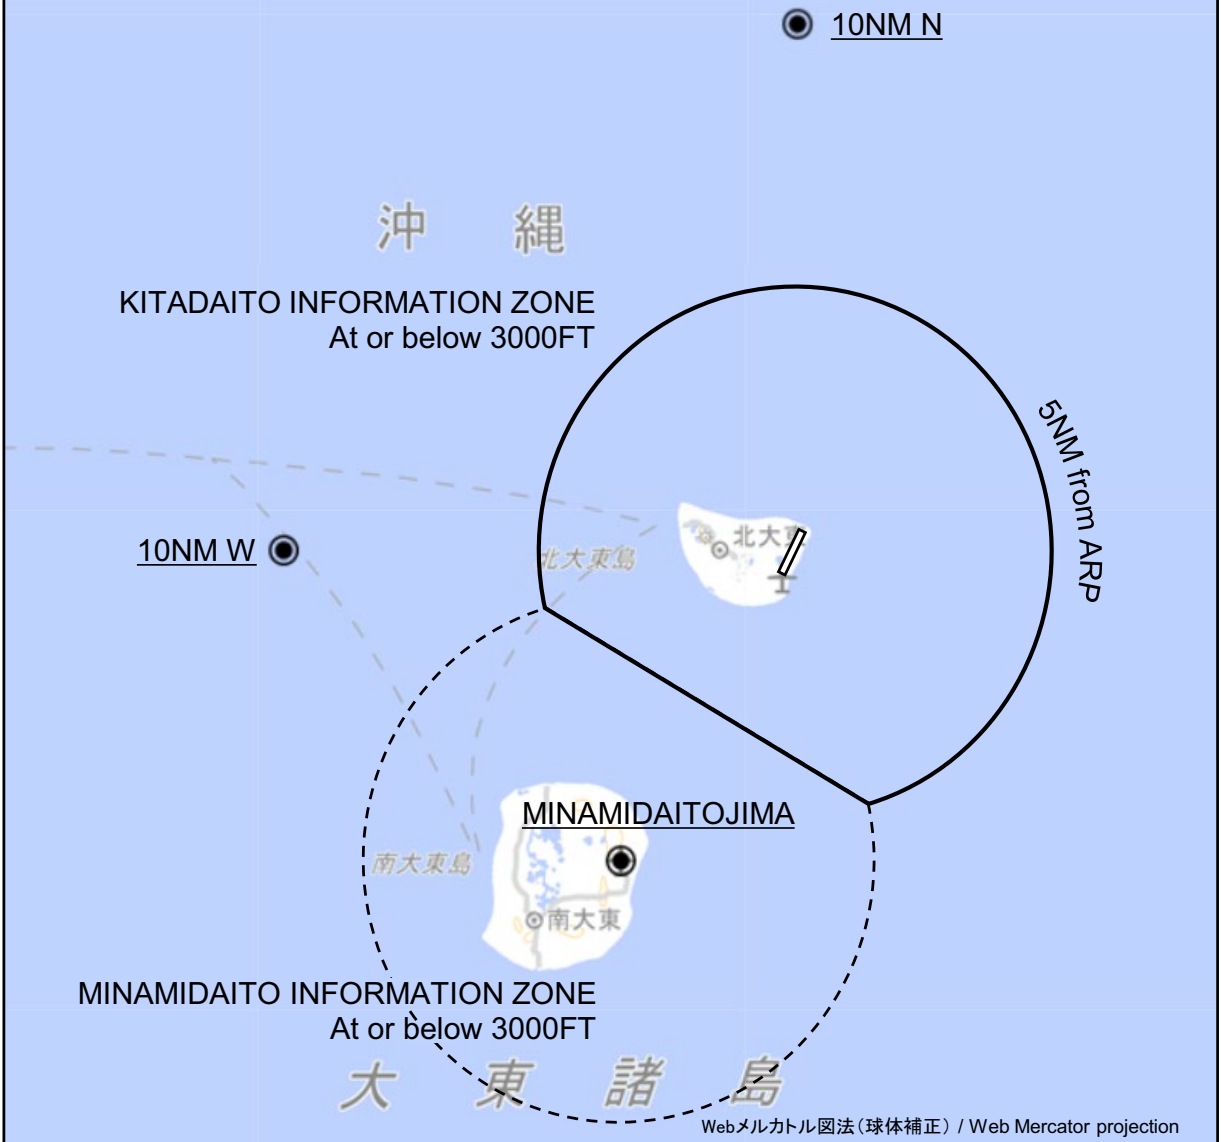 10NM N
沖縄
KITADAITO INFORMATION ZONE
At or below 3000FT
5NM from ARP
北大東
10NM W
北大東島
MINAMIDAITOJIMA
南大東島
南大東
MINAMIDAITO INFORMATION ZONE
At or below 3000FT
大東諸島
Webメルカトル図法(球体補正) / Web Mercator projection